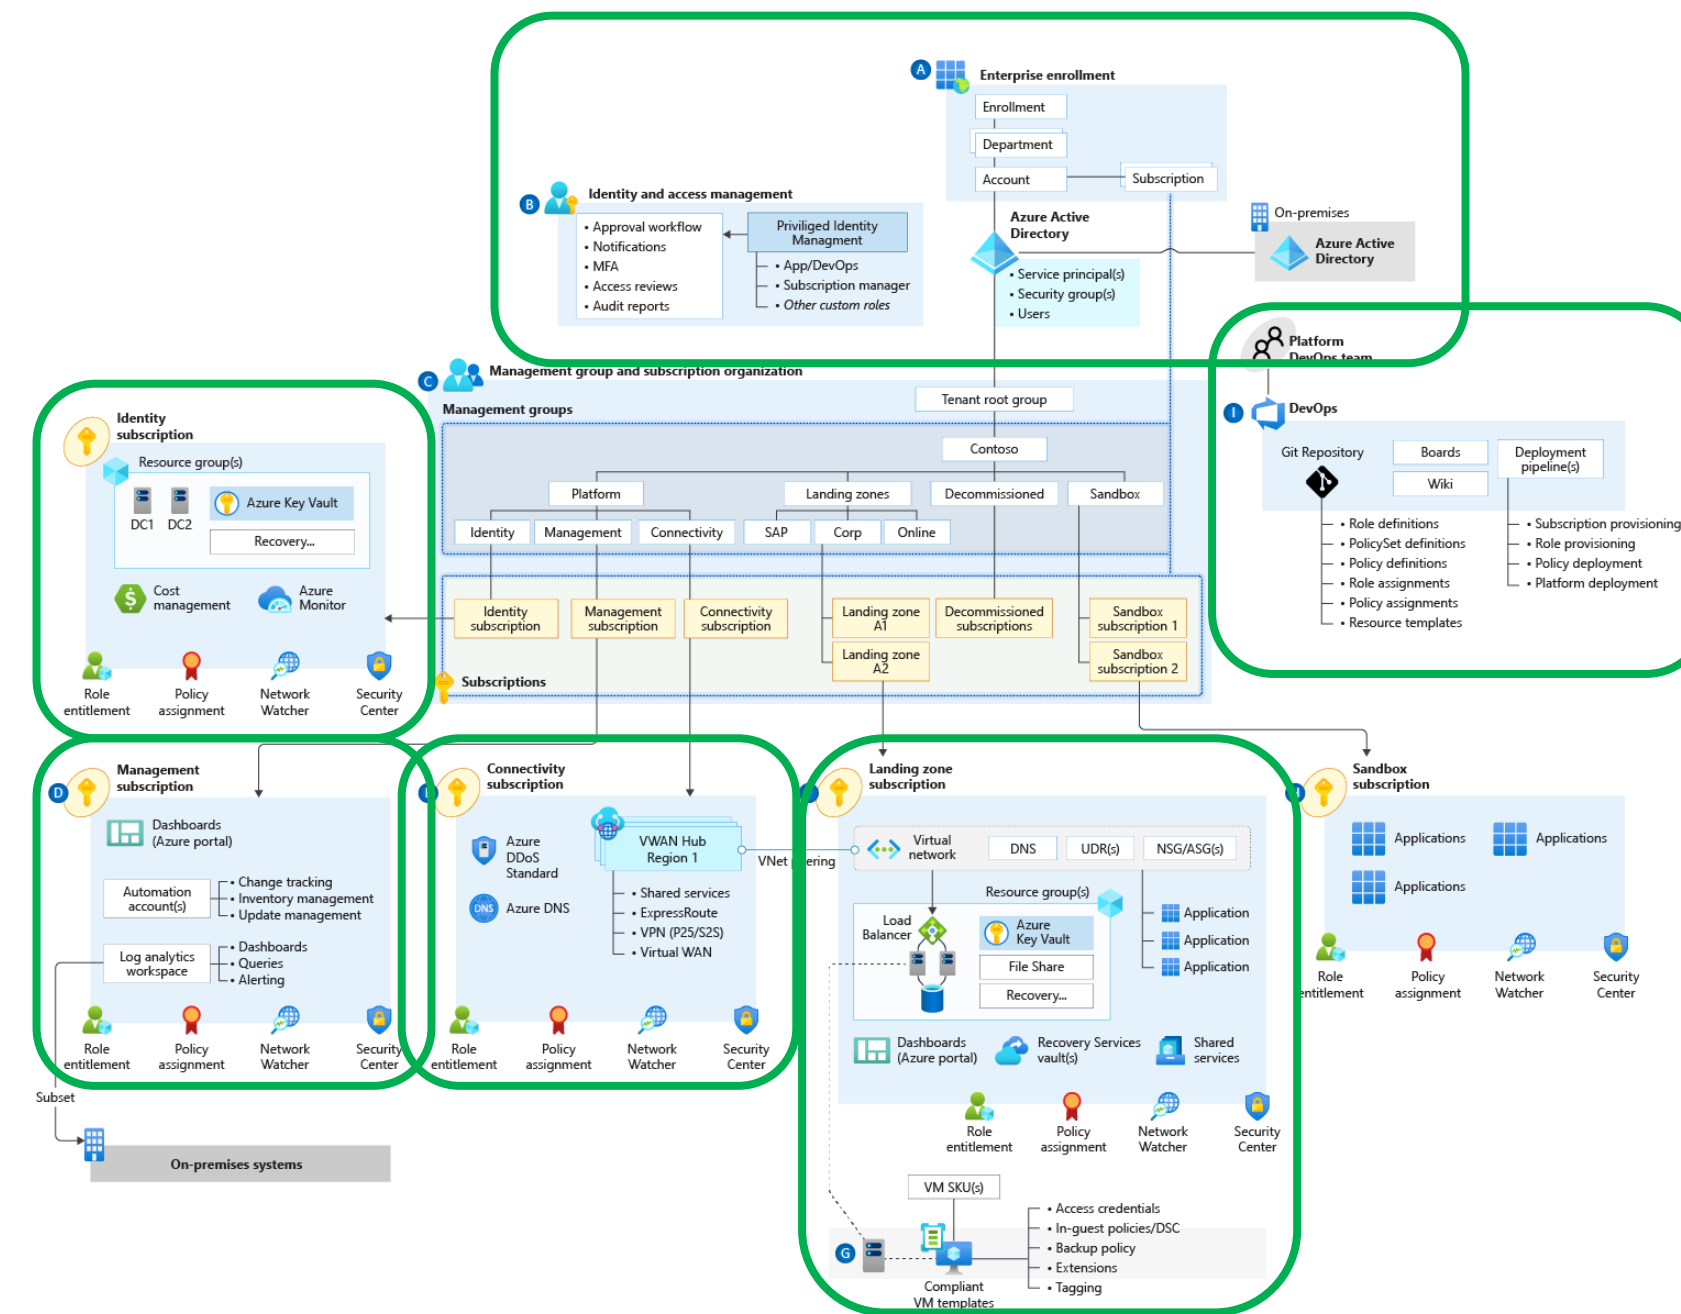 A
Enterprise enrollment
Enrollment
Department
Account
Subscription
B
Identity and access management
• Approval workflow
• Notifications
• MFA
• Access reviews
• Audit reports
Priviliged Identity
Managment
• App/DevOps
• Subscription manager
• Other custom roles
Azure Active
Directory
• Service principal(s)
• Security group(s)
• Users
On-premises
Azure Active
Directory
Platform
DevOps team
I
DevOps
Git Repository
Boards
Wiki
Deployment
pipeline(s)
• Role definitions
• PolicySet definitions
• Policy definitions
• Role assignments
• Policy assignments
• Resource templates
• Subscription provisioning
• Role provisioning
• Policy deployment
• Platform deployment
C
Management group and subscription organization
Management groups
Tenant root group
Contoso
Platform
Landing zones
Decommissioned
Sandbox
Identity
Management
Connectivity
SAP
Corp
Online
Identity
subscription
Management
subscription
Connectivity
subscription
Landing zone
A1
Landing zone
A2
Decommissioned
subscriptions
Sandbox
subscription 1
Sandbox
subscription 2
Subscriptions
Identity
subscription
Resource group(s)
DC1
DC2
Azure Key Vault
Recovery...
Cost
management
Azure
Monitor
Role
entitlement
Policy
assignment
Network
Watcher
Security
Center
D
Management
subscription
Dashboards
(Azure portal)
Automation
account(s)
• Change tracking
• Inventory management
• Update management
Log analytics
workspace
• Dashboards
• Queries
• Alerting
Role
entitlement
Policy
assignment
Network
Watcher
Security
Center
Subset
On-premises systems
Connectivity
subscription
Azure
DDoS
Standard
DNS
Azure DNS
VWAN Hub
Region 1
• Shared services
• ExpressRoute
• VPN (P25/S2S)
• Virtual WAN
Role
entitlement
Policy
assignment
Network
Watcher
Security
Center
VNet peering
Landing zone
subscription
Virtual
network
DNS
UDR(s)
NSG/ASG(s)
Resource group(s)
Load
Balancer
Azure
Key Vault
File Share
Recovery...
Application
Application
Application
Dashboards
(Azure portal)
Recovery Services
vault(s)
Shared
services
Role
entitlement
Policy
assignment
Network
Watcher
Security
Center
VM SKU(s)
G
Compliant
VM templates
• Access credentials
• In-guest policies/DSC
• Backup policy
• Extensions
• Tagging
H
Sandbox
subscription
Applications
Applications
Applications
Role
entitlement
Policy
assignment
Network
Watcher
Security
Center